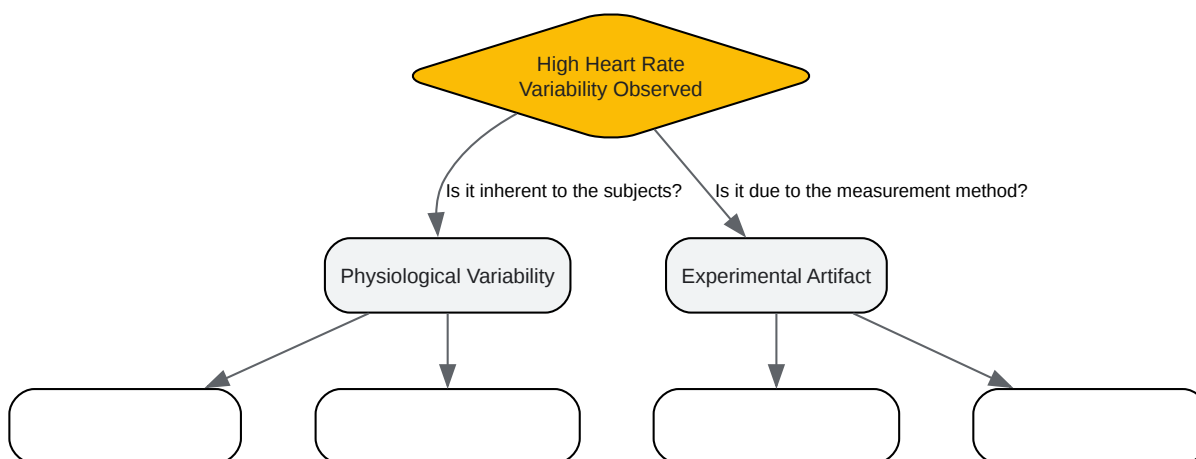 High Heart Rate
Variability Observed
Is it inherent to the subjects?
Is it due to the measurement method?
Physiological Variability
Experimental Artifact